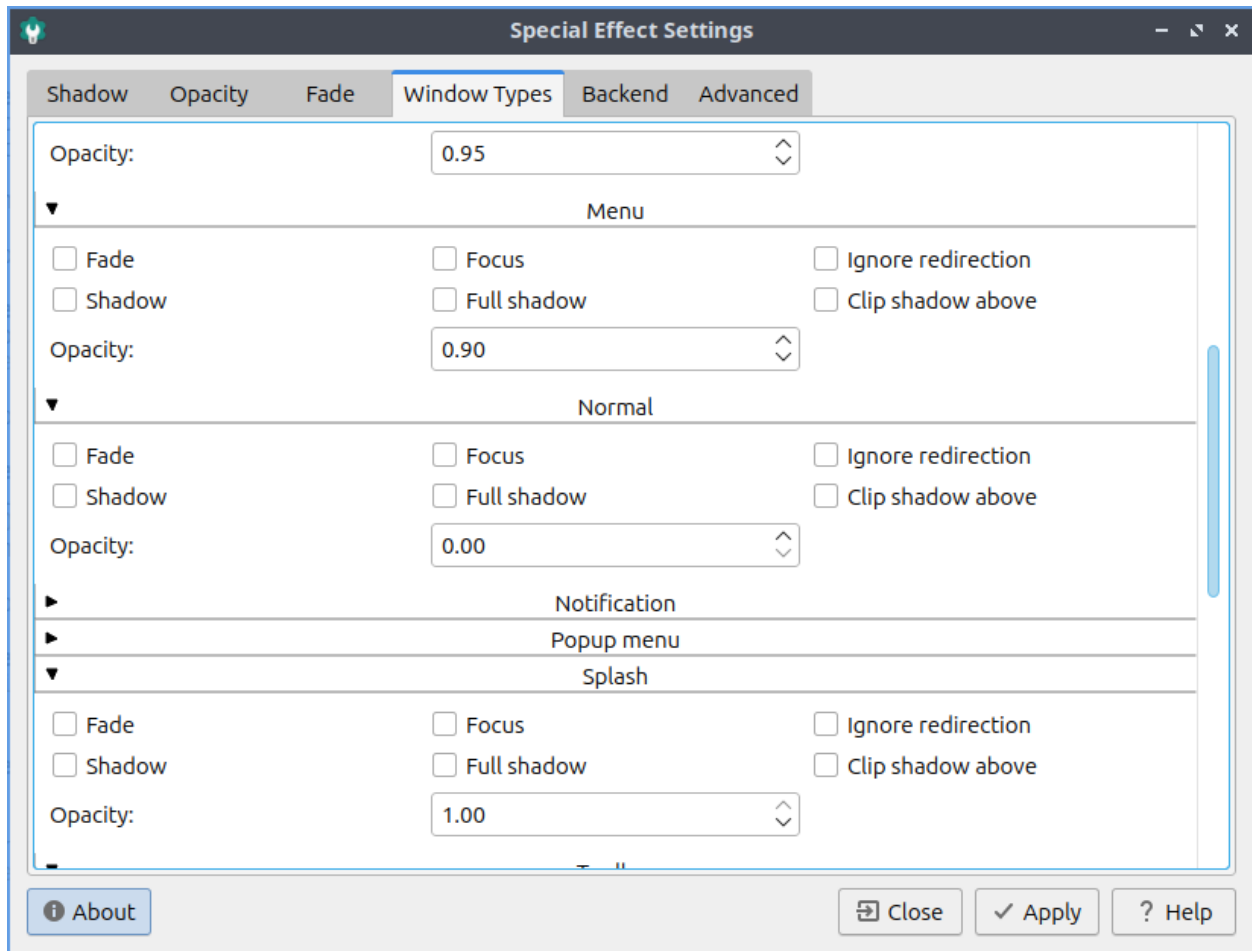 Special Effect Settings
Shadow Opacity Fade Window Types Backend Advanced
Opacity: 0.95
Menu
Fade Focus Ignore redirection
Shadow Full shadow Clip shadow above
Opacity: 0.90
Normal
Fade Focus Ignore redirection
Shadow Full shadow Clip shadow above
Opacity: 0.00
Notification
Popup menu
Splash
Fade Focus Ignore redirection
Shadow Full shadow Clip shadow above
Opacity: 1.00
About Close Apply ? Help